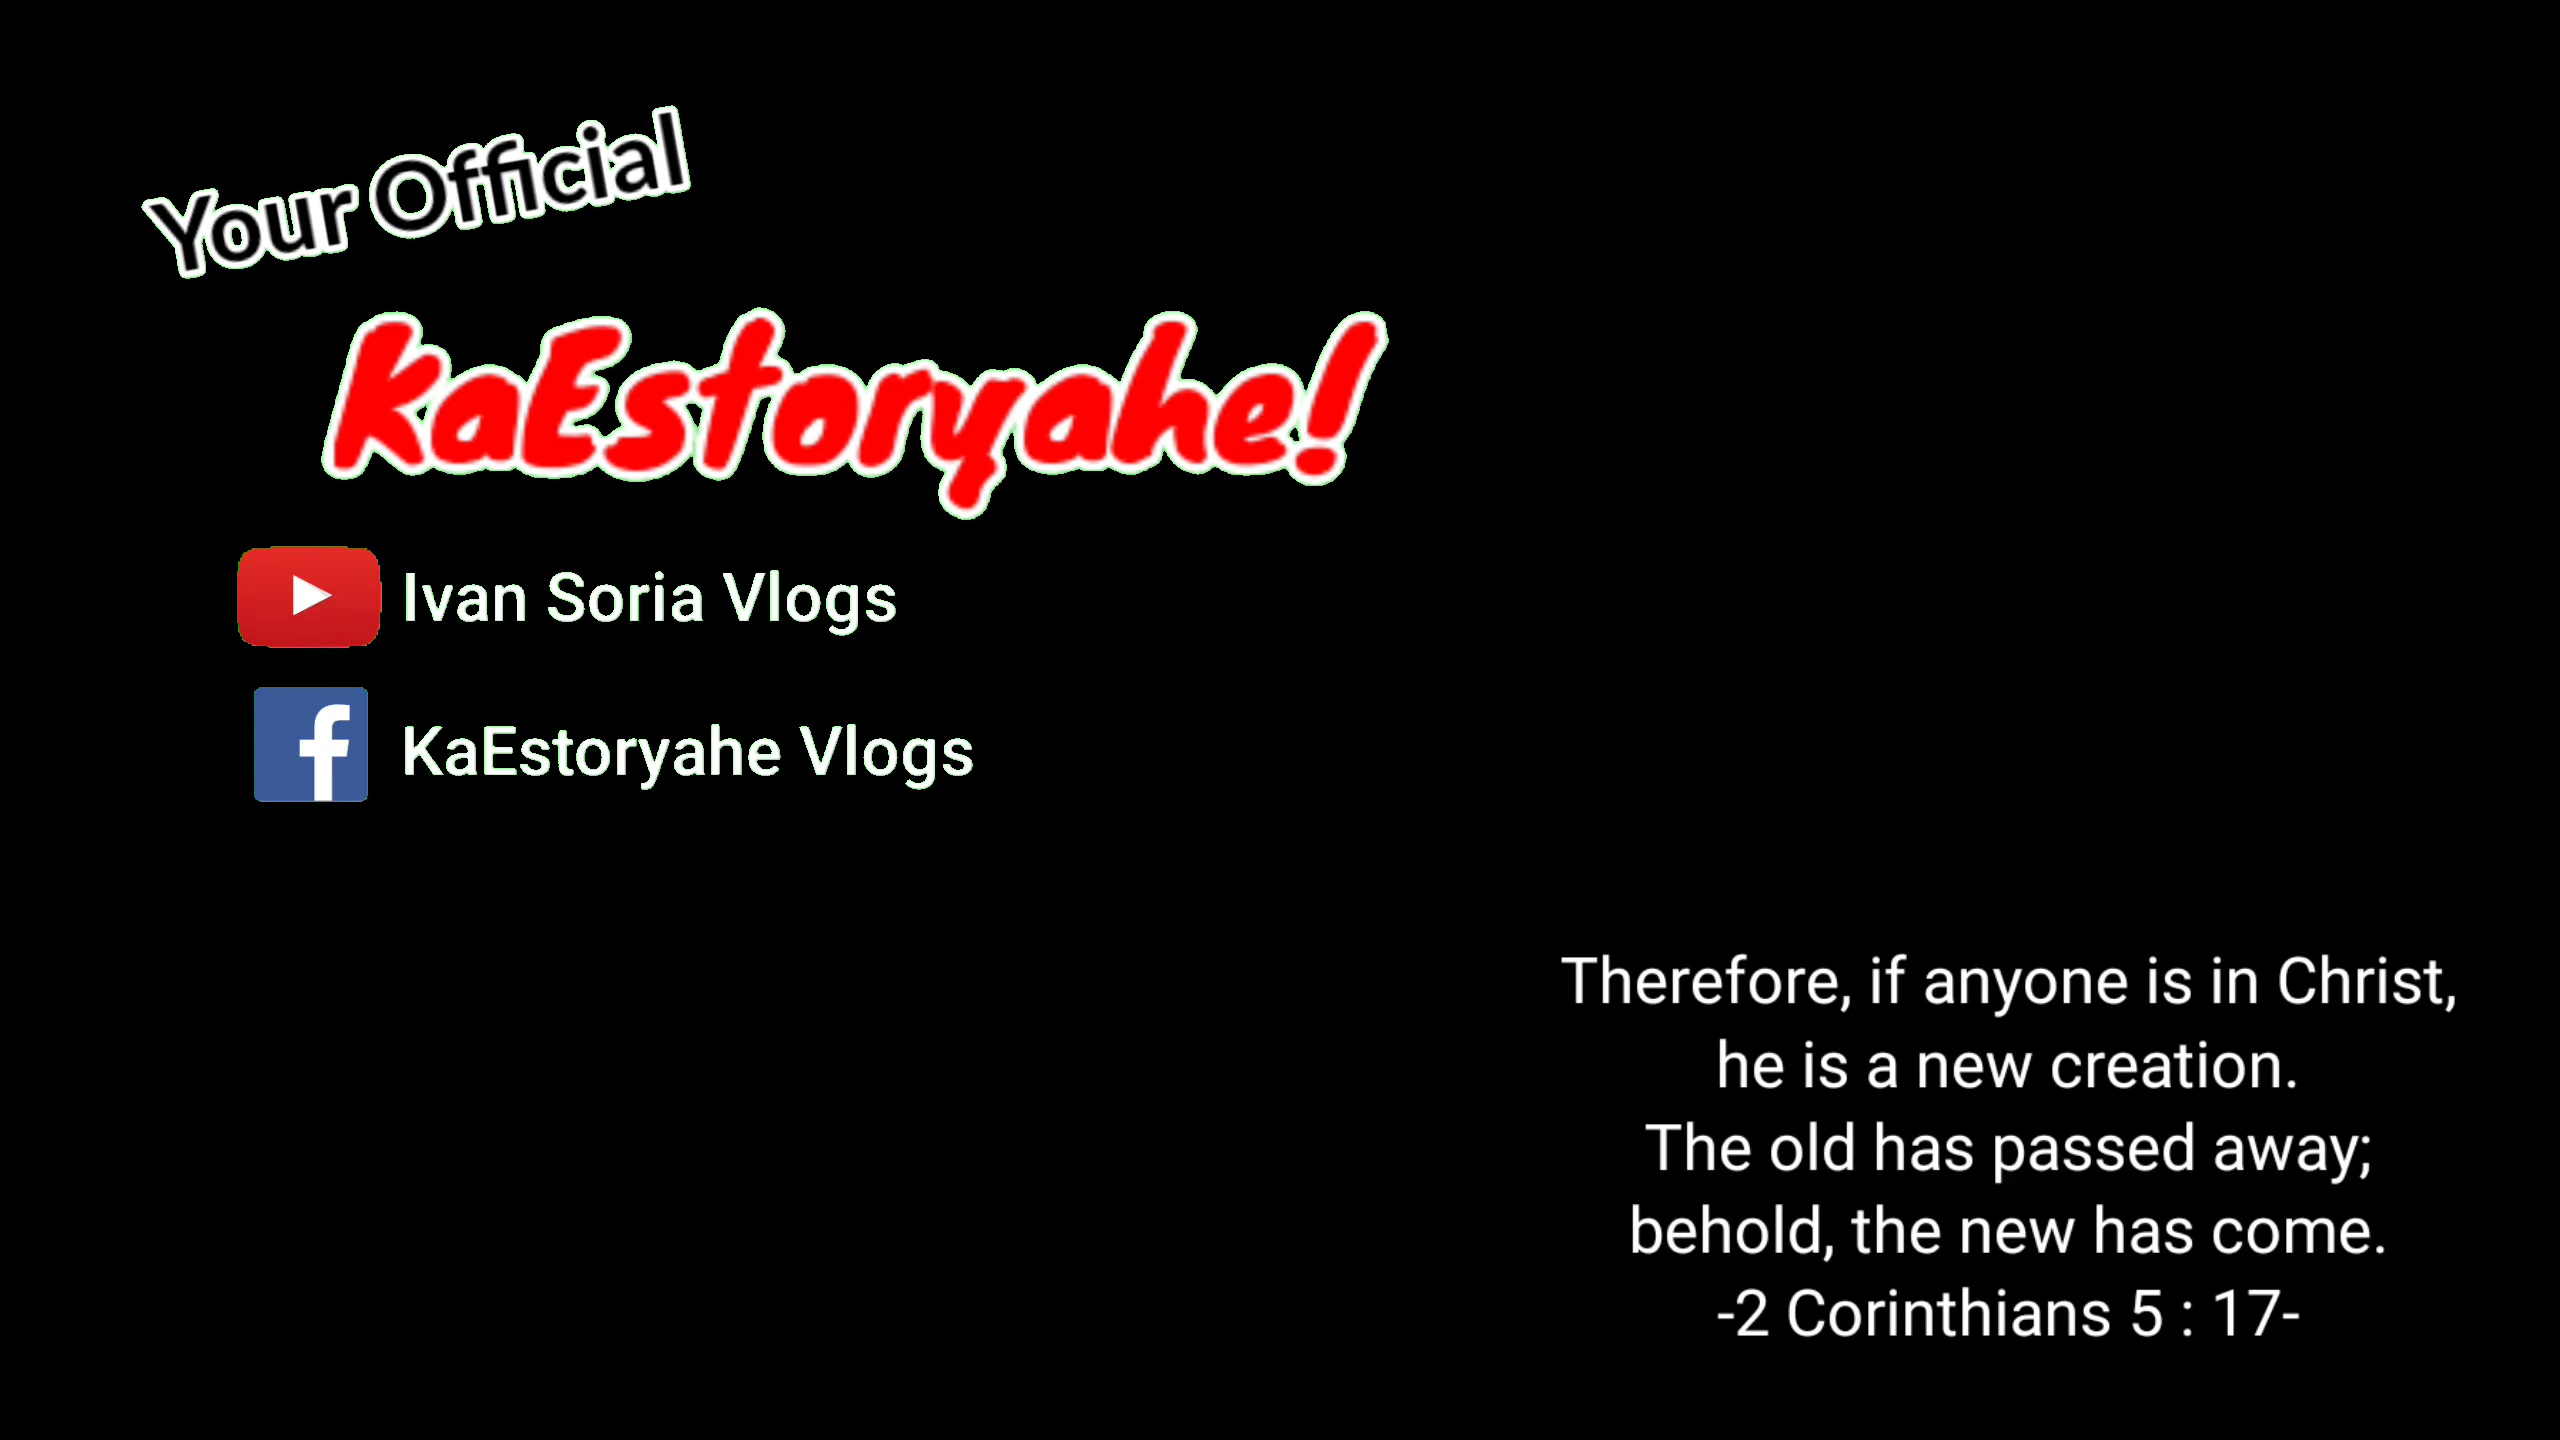 Your Official
KaEstoryahe!
Ivan Soria Vlogs
f KaEstoryahe Vlogs
Therefore, if anyone is in Christ,
he is a new creation.
The old has passed away;
behold, the new has come.
-2 Corinthians 5 : 17-